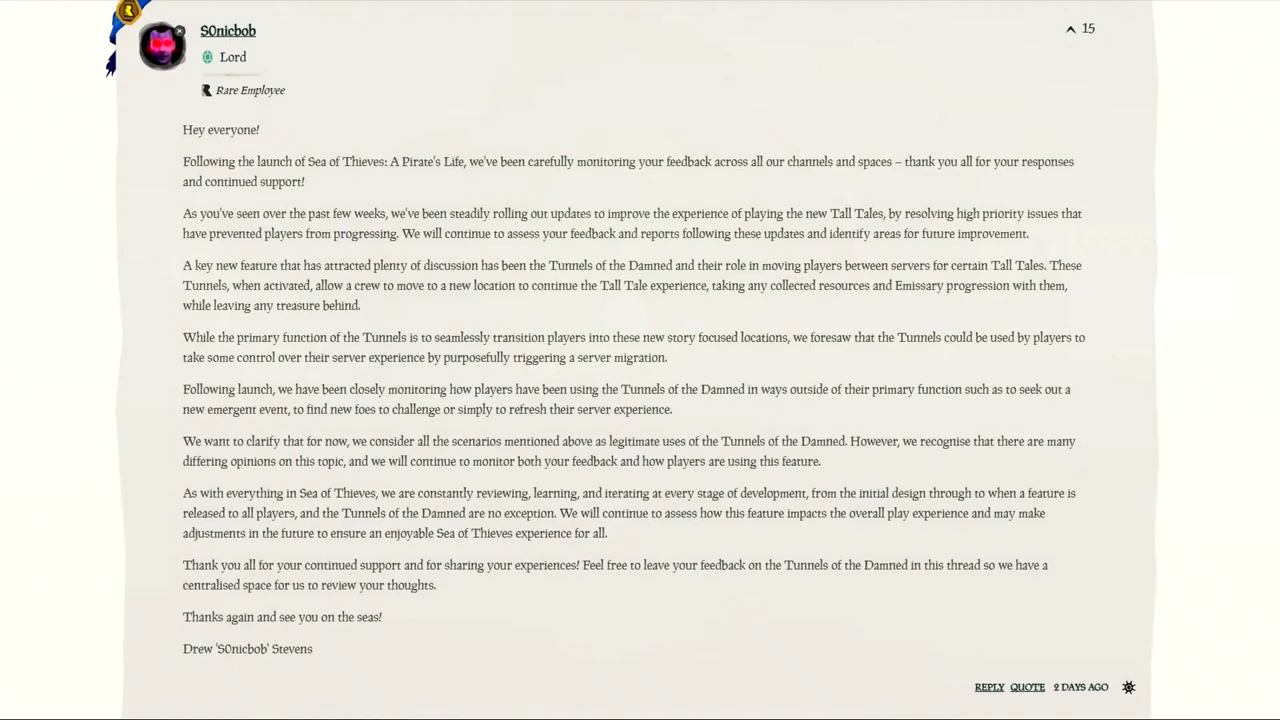 S0nicbob
15
Lord
Rare Employee
Hey everyone!
Following the launch of Sea of Thieves: A Pirate's Life, we've been carefully monitoring your feedback across all our channels and spaces – thank you all for your responses
and continued support!
As you've seen over the past few weeks, we've been steadily rolling out updates to improve the experience of playing the new Tall Tales, by resolving high priority issues that
have prevented players from progressing. We will continue to assess your feedback and reports following these updates and identify areas for future improvement.
A key new feature that has attracted plenty of discussion has been the Tunnels of the Damned and their role in moving players between servers for certain Tall Tales. These
Tunnels, when activated, allow a crew to move to a new location to continue the Tall Tale experience, taking any collected resources and Emissary progression with them,
while leaving any treasure behind.
While the primary function of the Tunnels is to seamlessly transition players into these new story focused locations, we foresaw that the Tunnels could be used by players to
take some control over their server experience by purposefully triggering a server migration.
Following launch, we have been closely monitoring how players have been using the Tunnels of the Damned in ways outside of their primary function such as to seek out a
new emergent event, to find new foes to challenge or simply to refresh their server experience.
We want to clarify that for now, we consider all the scenarios mentioned above as legitimate uses of the Tunnels of the Damned. However, we recognise that there are many
differing opinions on this topic, and we will continue to monitor both your feedback and how players are using this feature.
As with everything in Sea of Thieves, we are constantly reviewing, learning, and iterating at every stage of development, from the initial design through to when a feature is
released to all players, and the Tunnels of the Damned are no exception. We will continue to assess how this feature impacts the overall play experience and may make
adjustments in the future to ensure an enjoyable Sea of Thieves experience for all.
Thank you all for your continued support and for sharing your experiences! Feel free to leave your feedback on the Tunnels of the Damned in this thread so we have a
centralised space for us to review your thoughts.
Thanks again and see you on the seas!
Drew 'S0nicbob' Stevens
REPLY QUOTE 2 DAYS AGO